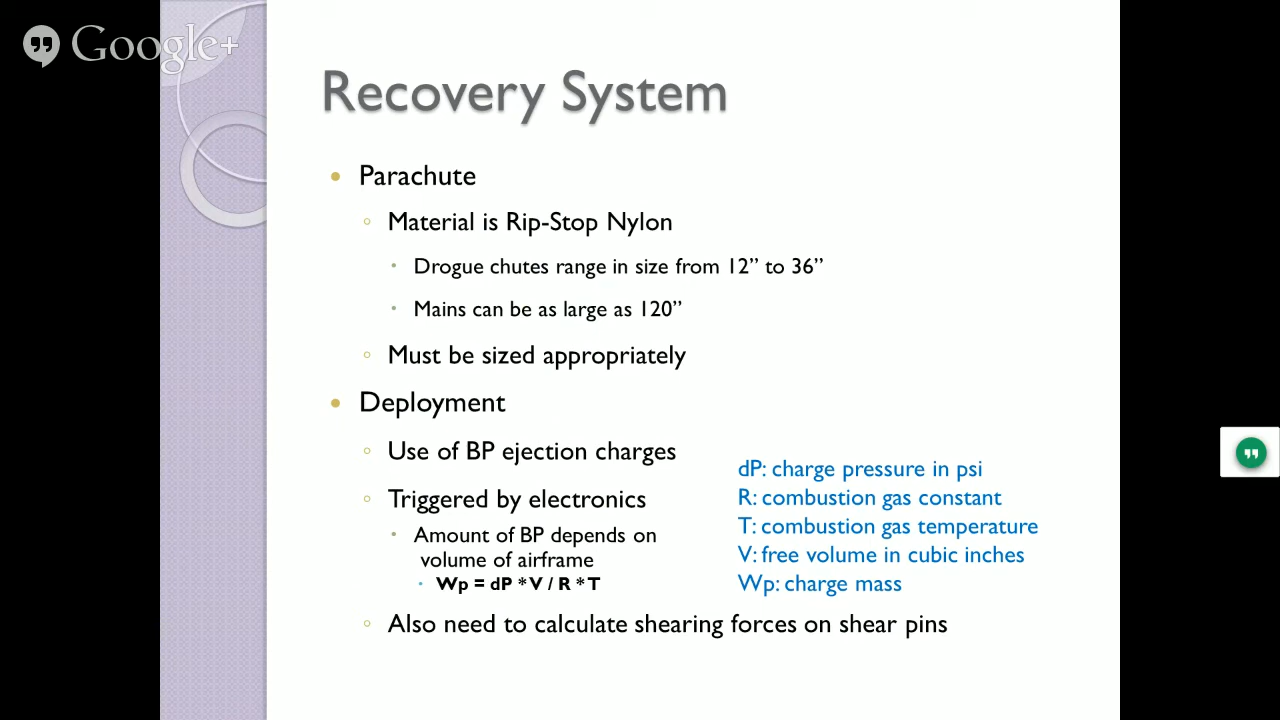 Google+
Recovery System
Parachute
Material is Rip-Stop Nylon
Drogue chutes range in size from 12” to 36”
Mains can be as large as 120”
Must be sized appropriately
Deployment
Use of BP ejection charges
Triggered by electronics
Amount of BP depends on
volume of airframe
Wp = dP * V / R * T
dP: charge pressure in psi
R: combustion gas constant
T: combustion gas temperature
V: free volume in cubic inches
Wp: charge mass
Also need to calculate shearing forces on shear pins